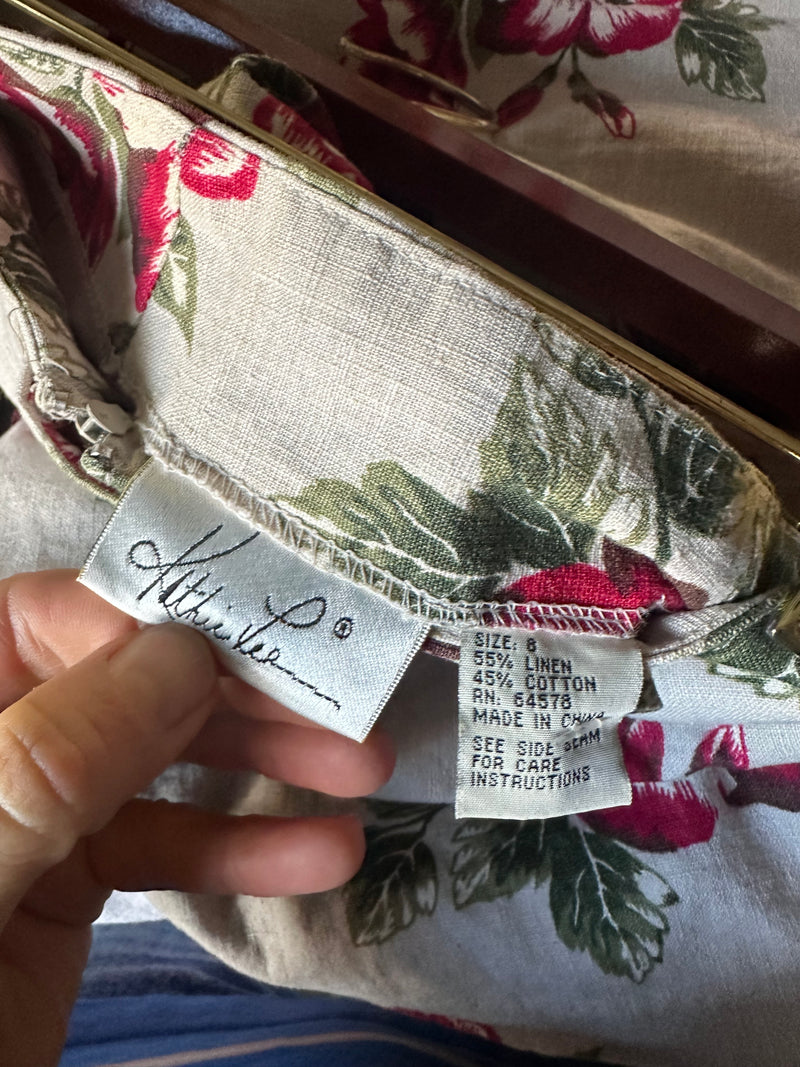 Kathie Lee®
SIZE: 8
55% LINEN
45% COTTON
RN: 64578
MADE IN CHINA
SEE SIDE SEAM
FOR CARE
INSTRUCTIONS